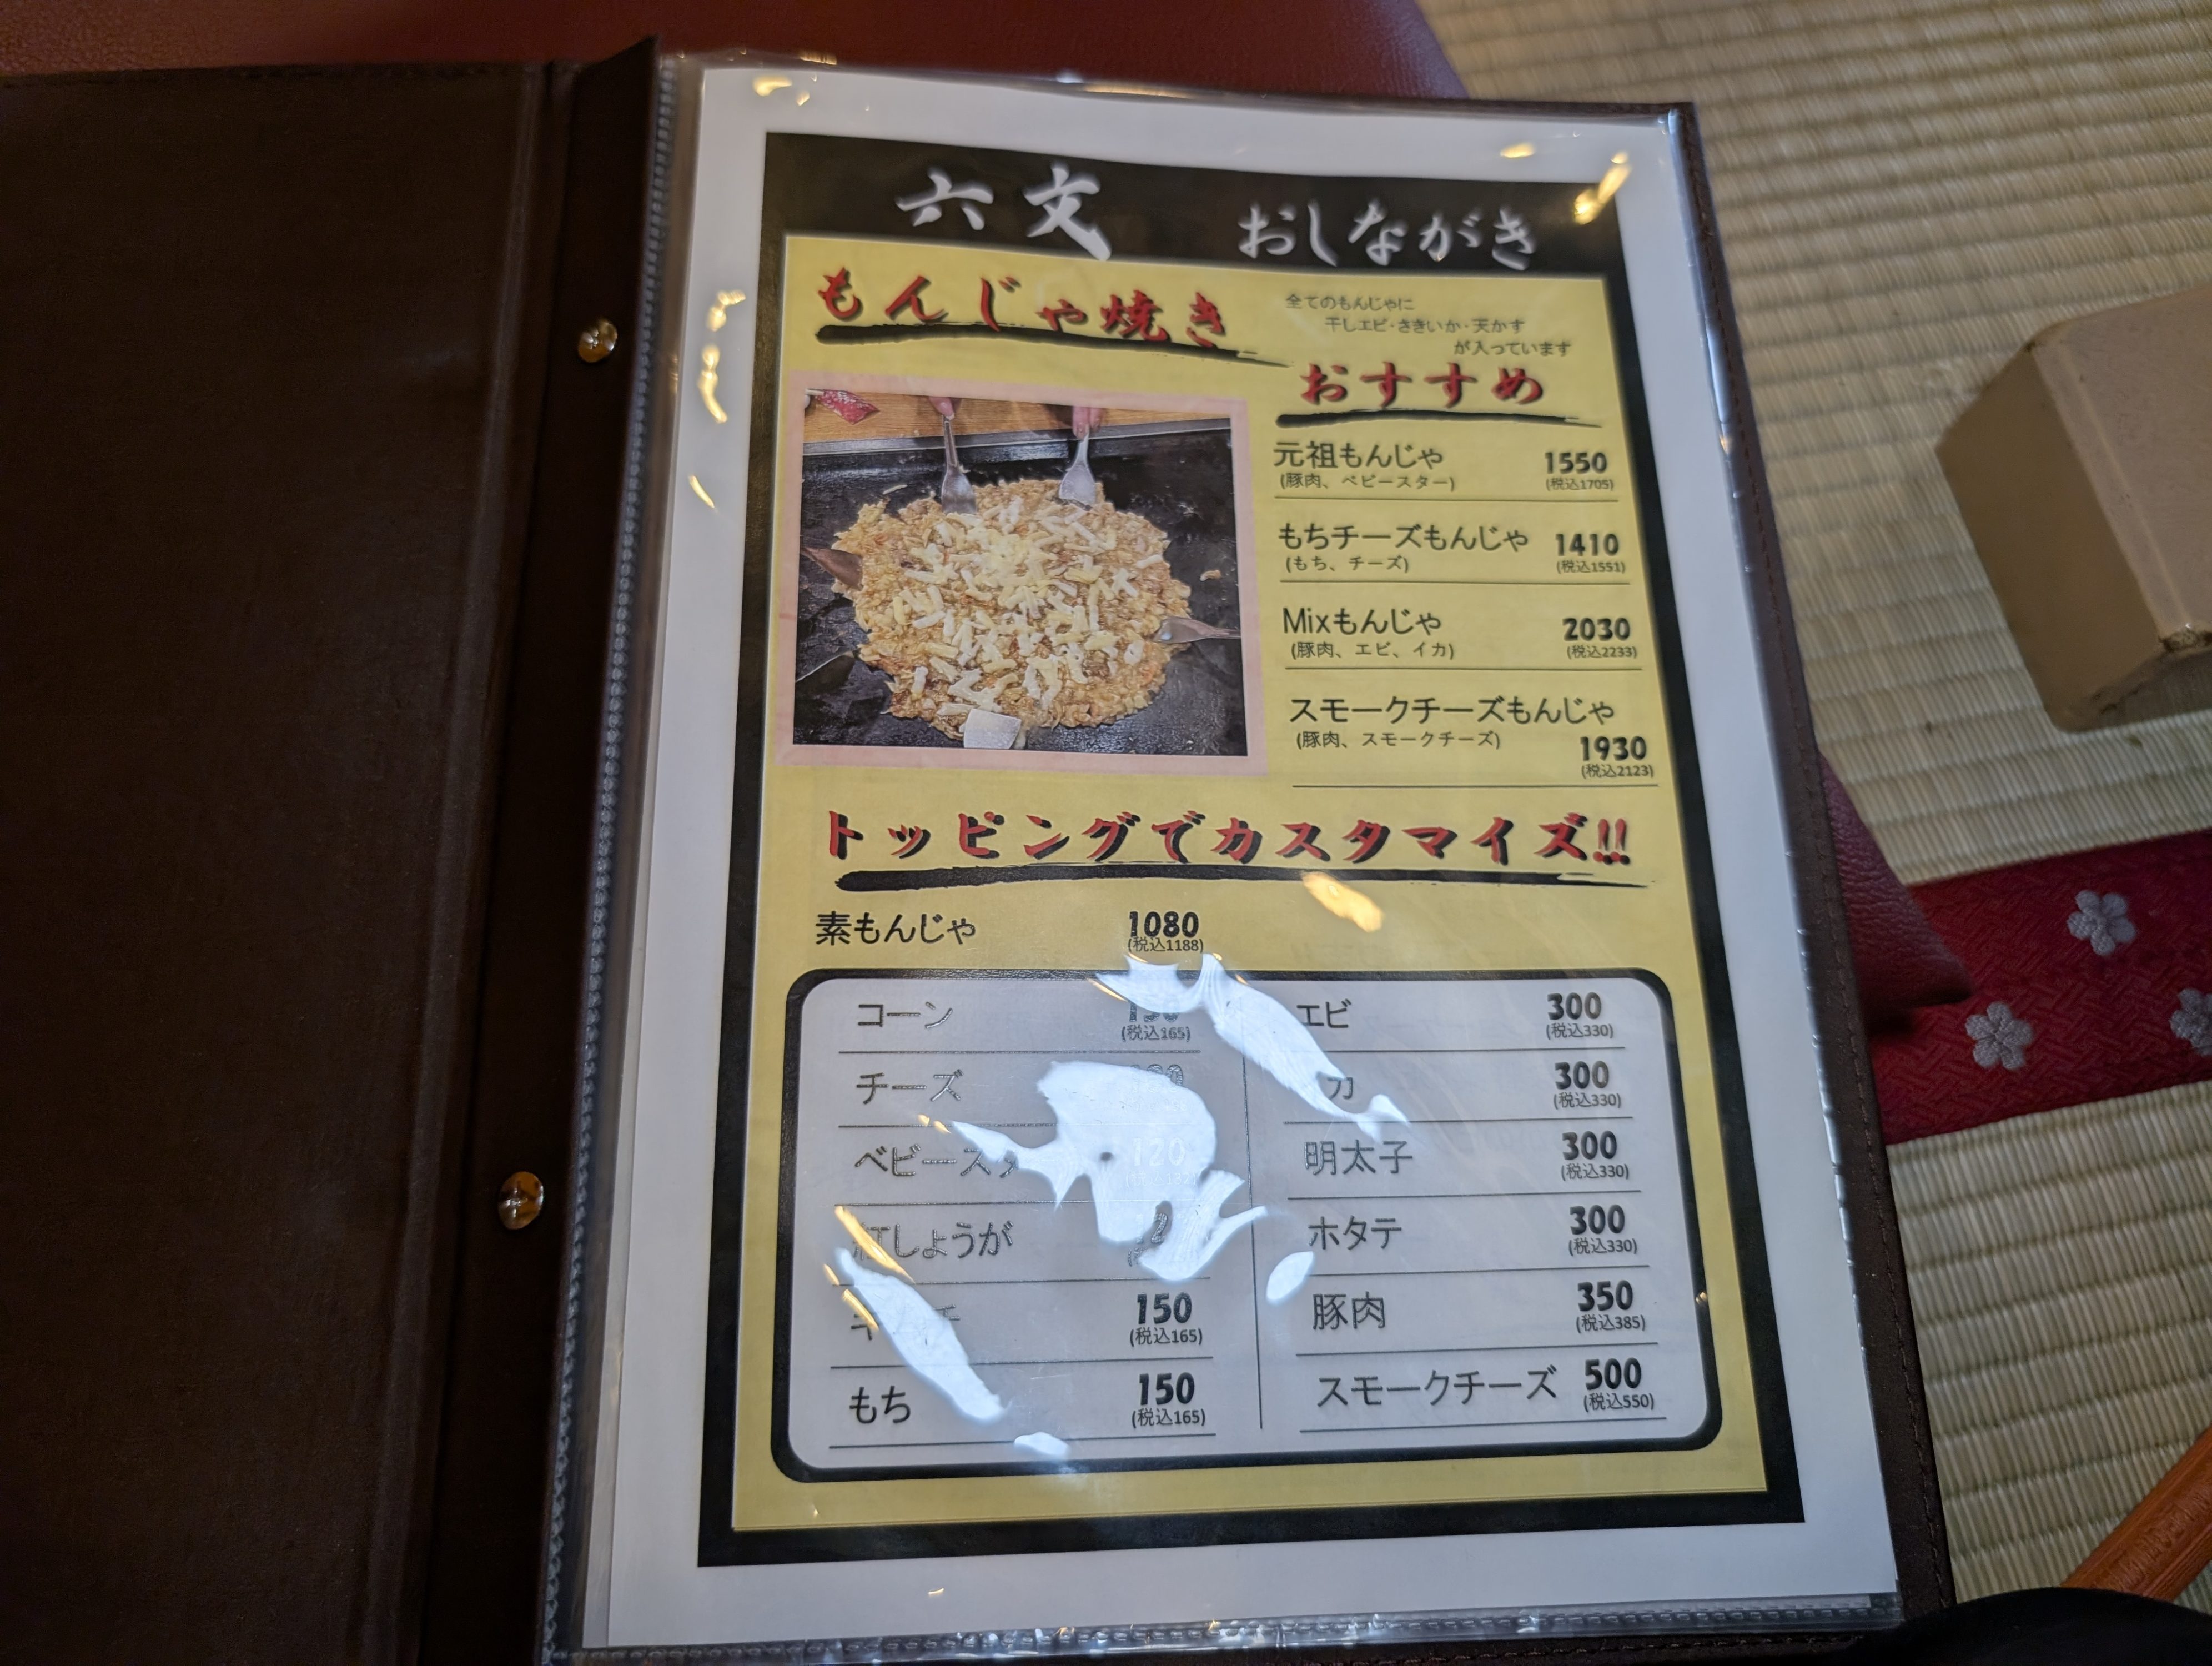 六文 おしながき
もんじゃ焼き
全てのもんじゃに
干しエビ・さきいか・天かす
が入っています
おすすめ
元祖もんじゃ 1550
(豚肉、ベビースター) (税込1705)
もちチーズもんじゃ 1410
(もち、チーズ) (税込1551)
Mixもんじゃ 2030
(豚肉、エビ、イカ) (税込2233)
スモークチーズもんじゃ
(豚肉、スモークチーズ) 1930
(税込2123)
トッピングでカスタマイズ!!
素もんじゃ 1080
(税込1188)
コーン 150
(税込165)
チーズ
ベビースタ 120
紅しょうが
150
(税込165)
もち 150
(税込165)
エビ 300
(税込330)
カ 300
(税込330)
明太子 300
(税込330)
ホタテ 300
(税込330)
豚肉 350
(税込385)
スモークチーズ 500
(税込550)